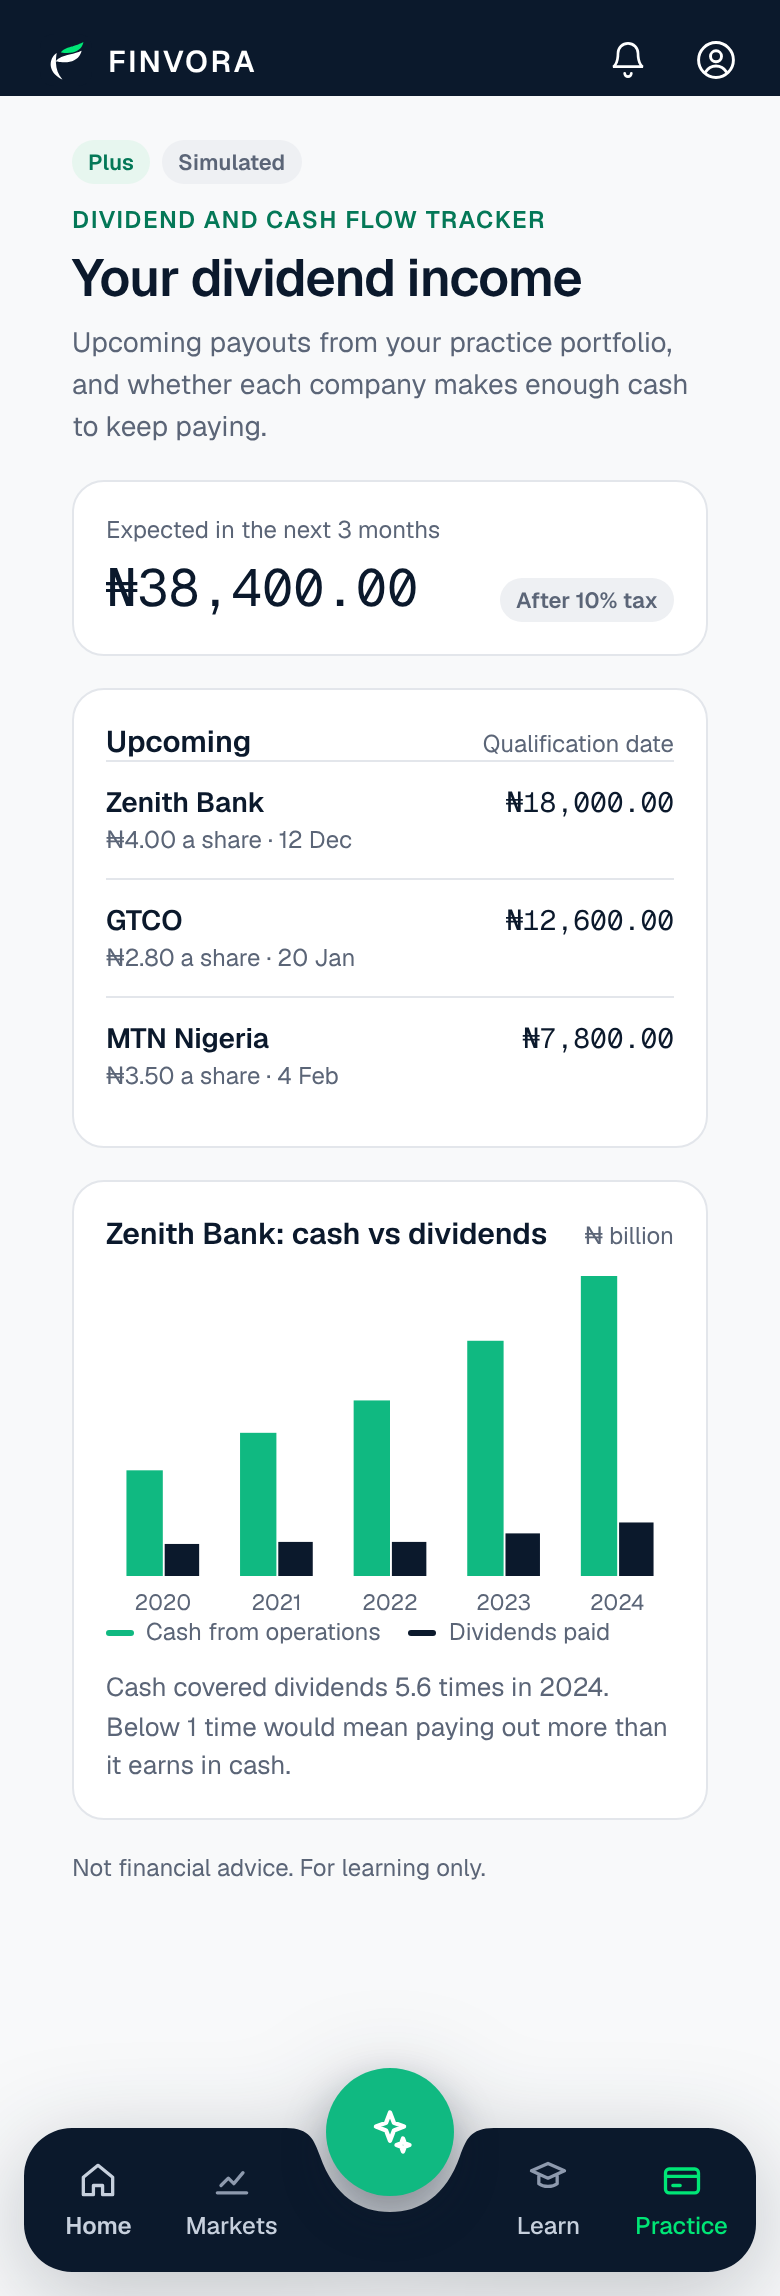 FINVORA
Plus
Simulated
DIVIDEND AND CASH FLOW TRACKER
Your dividend income
Upcoming payouts from your practice portfolio,
and whether each company makes enough cash
to keep paying.
Expected in the next 3 months
₦38,400.00
After 10% tax
Upcoming
Qualification date
Zenith Bank
₦18,000.00
₦4.00 a share · 12 Dec
GTCO
₦12,600.00
₦2.80 a share · 20 Jan
MTN Nigeria
₦7,800.00
₦3.50 a share · 4 Feb
Zenith Bank: cash vs dividends
₦ billion
2020 2021 2022 2023 2024
Cash from operations
Dividends paid
Cash covered dividends 5.6 times in 2024.
Below 1 time would mean paying out more than
it earns in cash.
Not financial advice. For learning only.
Home
Markets
Learn
Practice